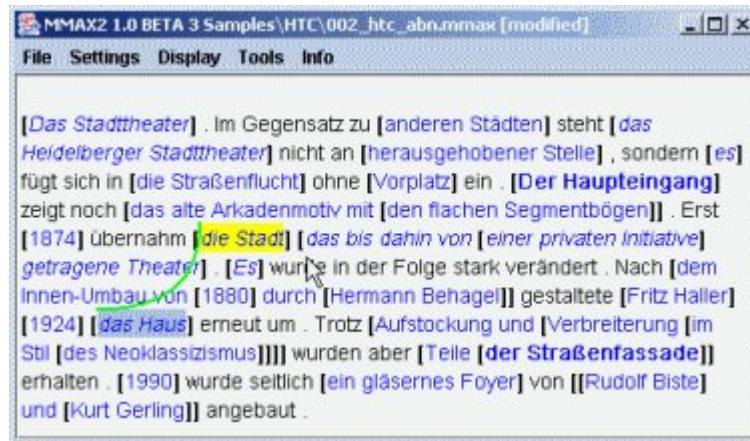 MMAX2 1.0 BETA 3 Samples\HTC\002_htc_abn.mmax [modified]
File Settings Display Tools Info
[Das Stadttheater] . Im Gegensatz zu [anderen Städten] steht [das
Heidelberger Stadttheater] nicht an [herausgehobener Stelle] , sondern [es]
fügt sich in [die Straßenflucht] ohne [Vorplatz] ein . [Der Haupteingang]
zeigt noch [das alte Arkadenmotiv mit [den flachen Segmentbögen]] . Erst
[1874] übernahm [die Stadt] [das bis dahin von [einer privaten Initiative]
getragene Theater] . [Es] wurde in der Folge stark verändert . Nach [dem
Innen-Umbau von [1880] durch [Hermann Behagel]] gestaltete [Fritz Haller]
[1924] [das Haus] erneut um . Trotz [Aufstockung und [Verbreiterung [im
Stil [des Neoklassizismus]]]] wurden aber [Teile [der Straßenfassade]]
erhalten . [1990] wurde seitlich [ein gläsernes Foyer] von [[Rudolf Biste]
und [Kurt Gerling]] angebaut .